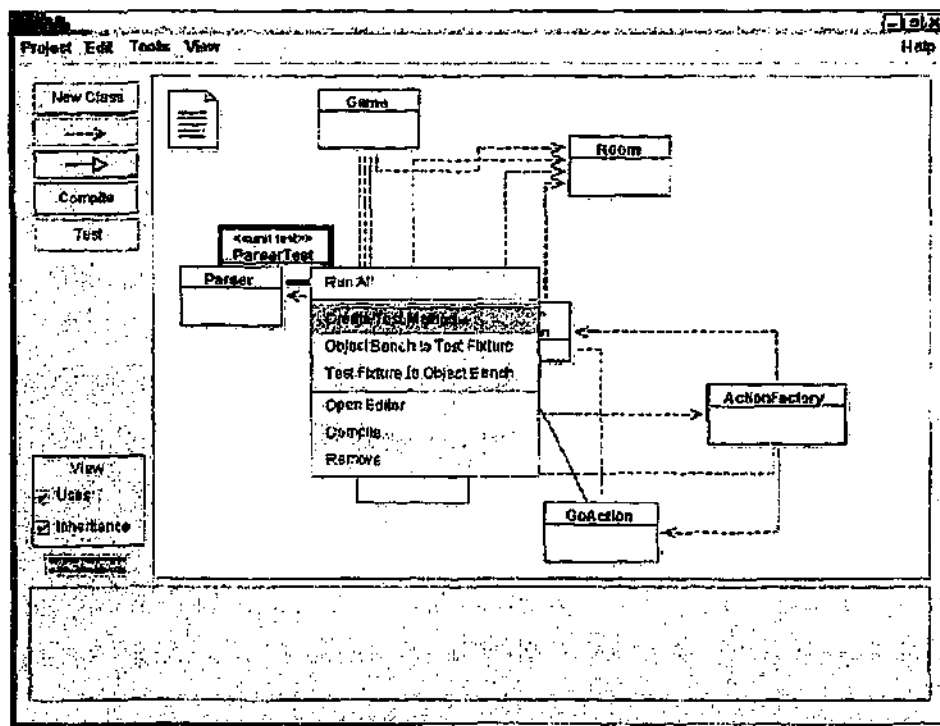 Project Edit Tools View Help
New Class
Compile
Test
Game
Room
<<unit test>>
ParserTest
Parser
Run All
Create Test Method...
Object Bench to Test Fixture
Test Fixture to Object Bench
Open Editor
Compile
Remove
ActionFactory
GoAction
View
Uses
Inheritance